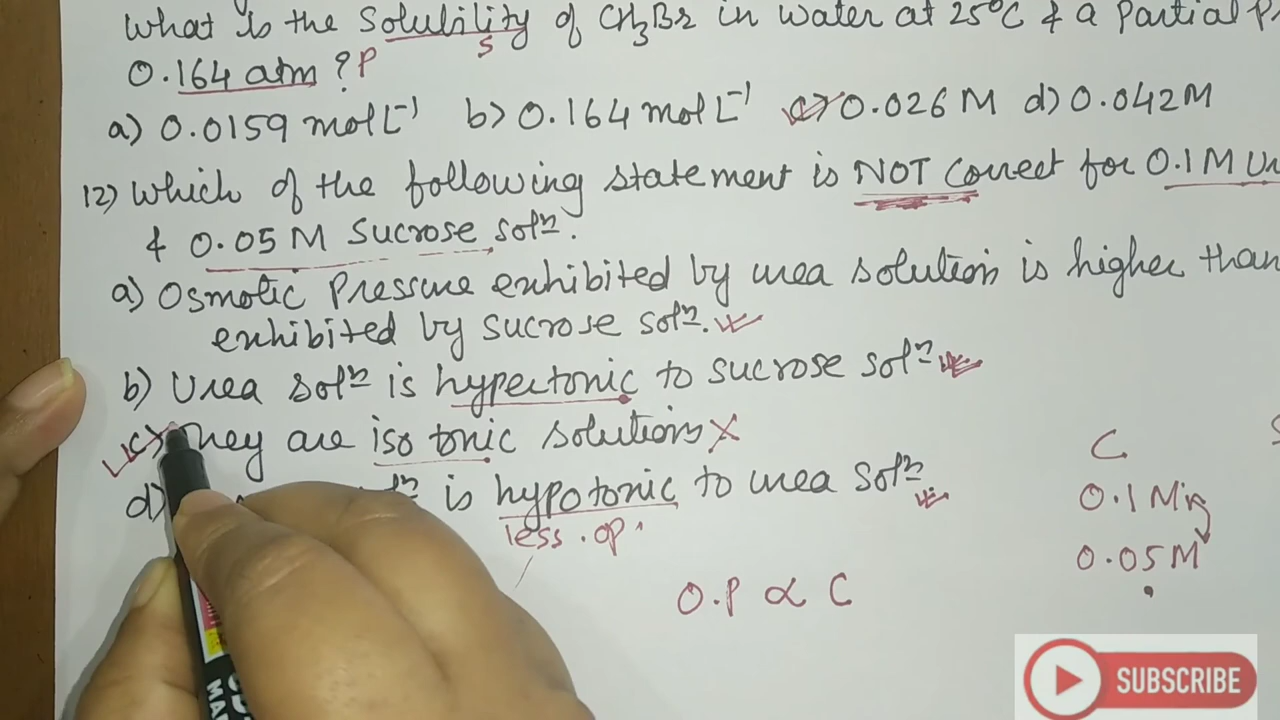 What is the Solubility of CH3Br in water at 25°C & a Partial
S
0.164 atm ? P
a) 0.0159 mol L⁻¹ b) 0.164 mol L⁻¹ c) 0.026 M d) 0.042 M
12) Which of the following statement is NOT Correct for 0.1 M
& 0.05 M Sucrose solⁿ.
a) Osmotic Pressure exhibited by urea solution is higher than
exhibited by sucrose solⁿ.
b) Urea solⁿ is hypertonic to sucrose solⁿ
c) They are iso tonic solutions
d) is hypotonic to urea solⁿ
less . op
C
0.1 M
0.05 M
O.P ∝ C
SUBSCRIBE